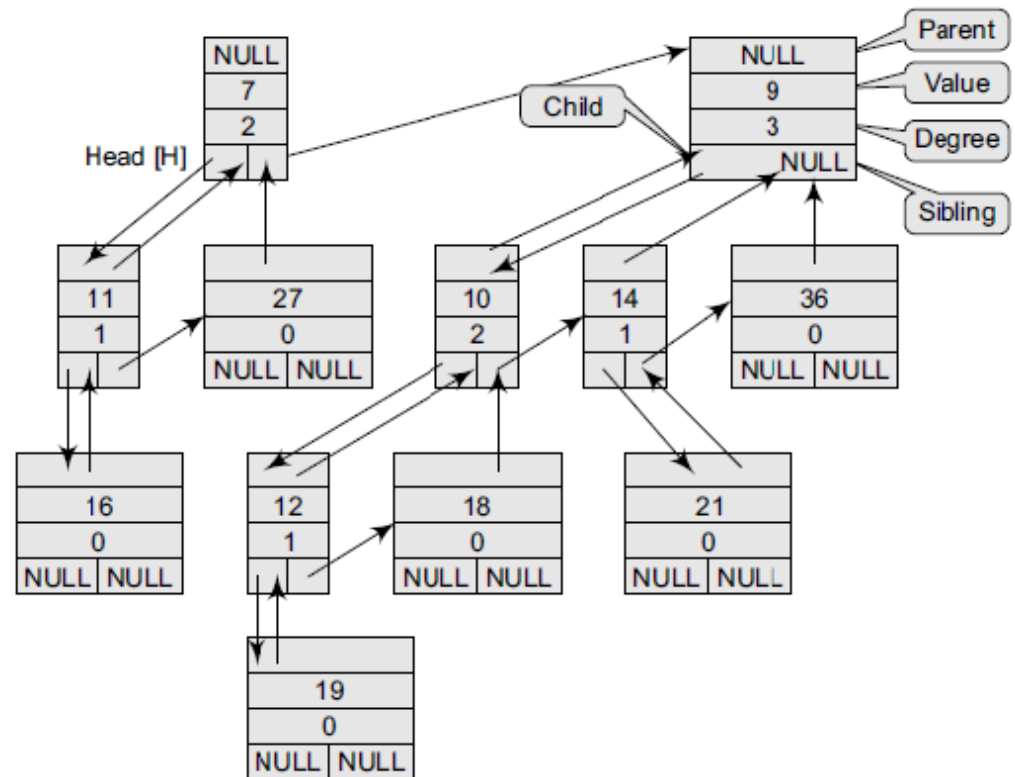 NULL
7
2
Head [H]
NULL
9
3
NULL
Parent
Value
Degree
Sibling
Child
11
1
27
0
NULL NULL
10
2
14
1
36
0
NULL NULL
16
0
NULL NULL
12
1
18
0
NULL NULL
21
0
NULL NULL
19
0
NULL NULL